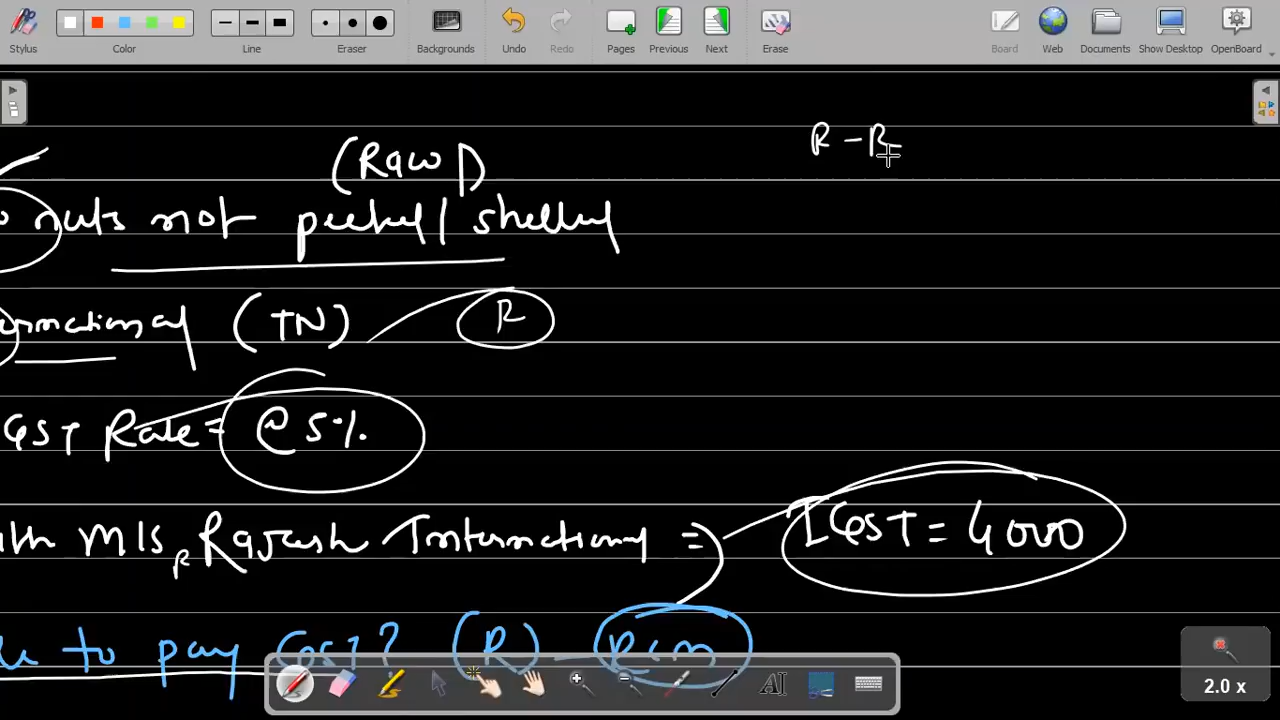 Stylus Color Line Eraser Backgrounds Undo Redo Pages Previous Next Erase Board Web Documents Show Desktop OpenBoard
R - R
(Raw)
nuts not peeled / shelled
(TN) R
GST Rate = @ 5%
with M/s Rajesh International => IGST = 4000
to pay GST? (R) - RCM
2.0 x